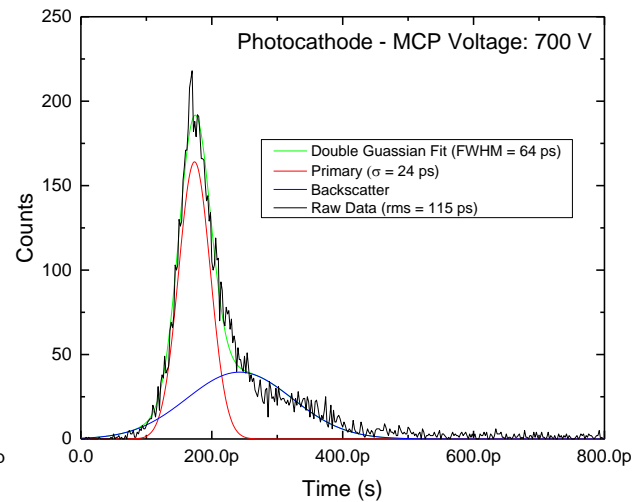 Photocathode - MCP Voltage: 700 V
Double Guassian Fit (FWHM = 64 ps)
Primary (σ = 24 ps)
Backscatter
Raw Data (rms = 115 ps)
Counts
250
200
150
100
50
0
0.0
200.0p
400.0p
600.0p
800.0p
Time (s)